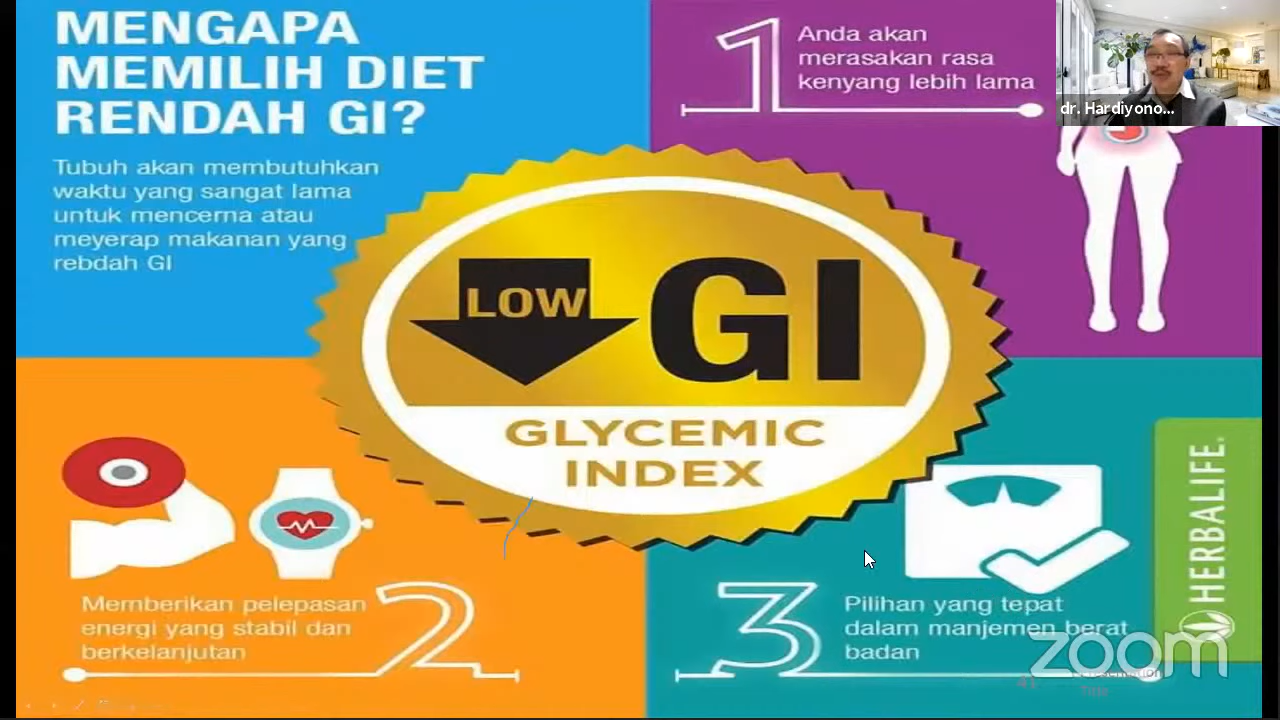 MENGAPA
MEMILIH DIET
RENDAH GI?
Tubuh akan membutuhkan
waktu yang sangat lama
untuk mencerna atau
meyerap makanan yang
rebdah GI
1
Anda akan
merasakan rasa
kenyang lebih lama
dr. Hardiyono...
LOW
GI
GLYCEMIC
INDEX
Memberikan pelepasan
energi yang stabil dan
berkelanjutan
2
3
Pilihan yang tepat
dalam manjemen berat
badan
HERBALIFE
zoom
41
Title